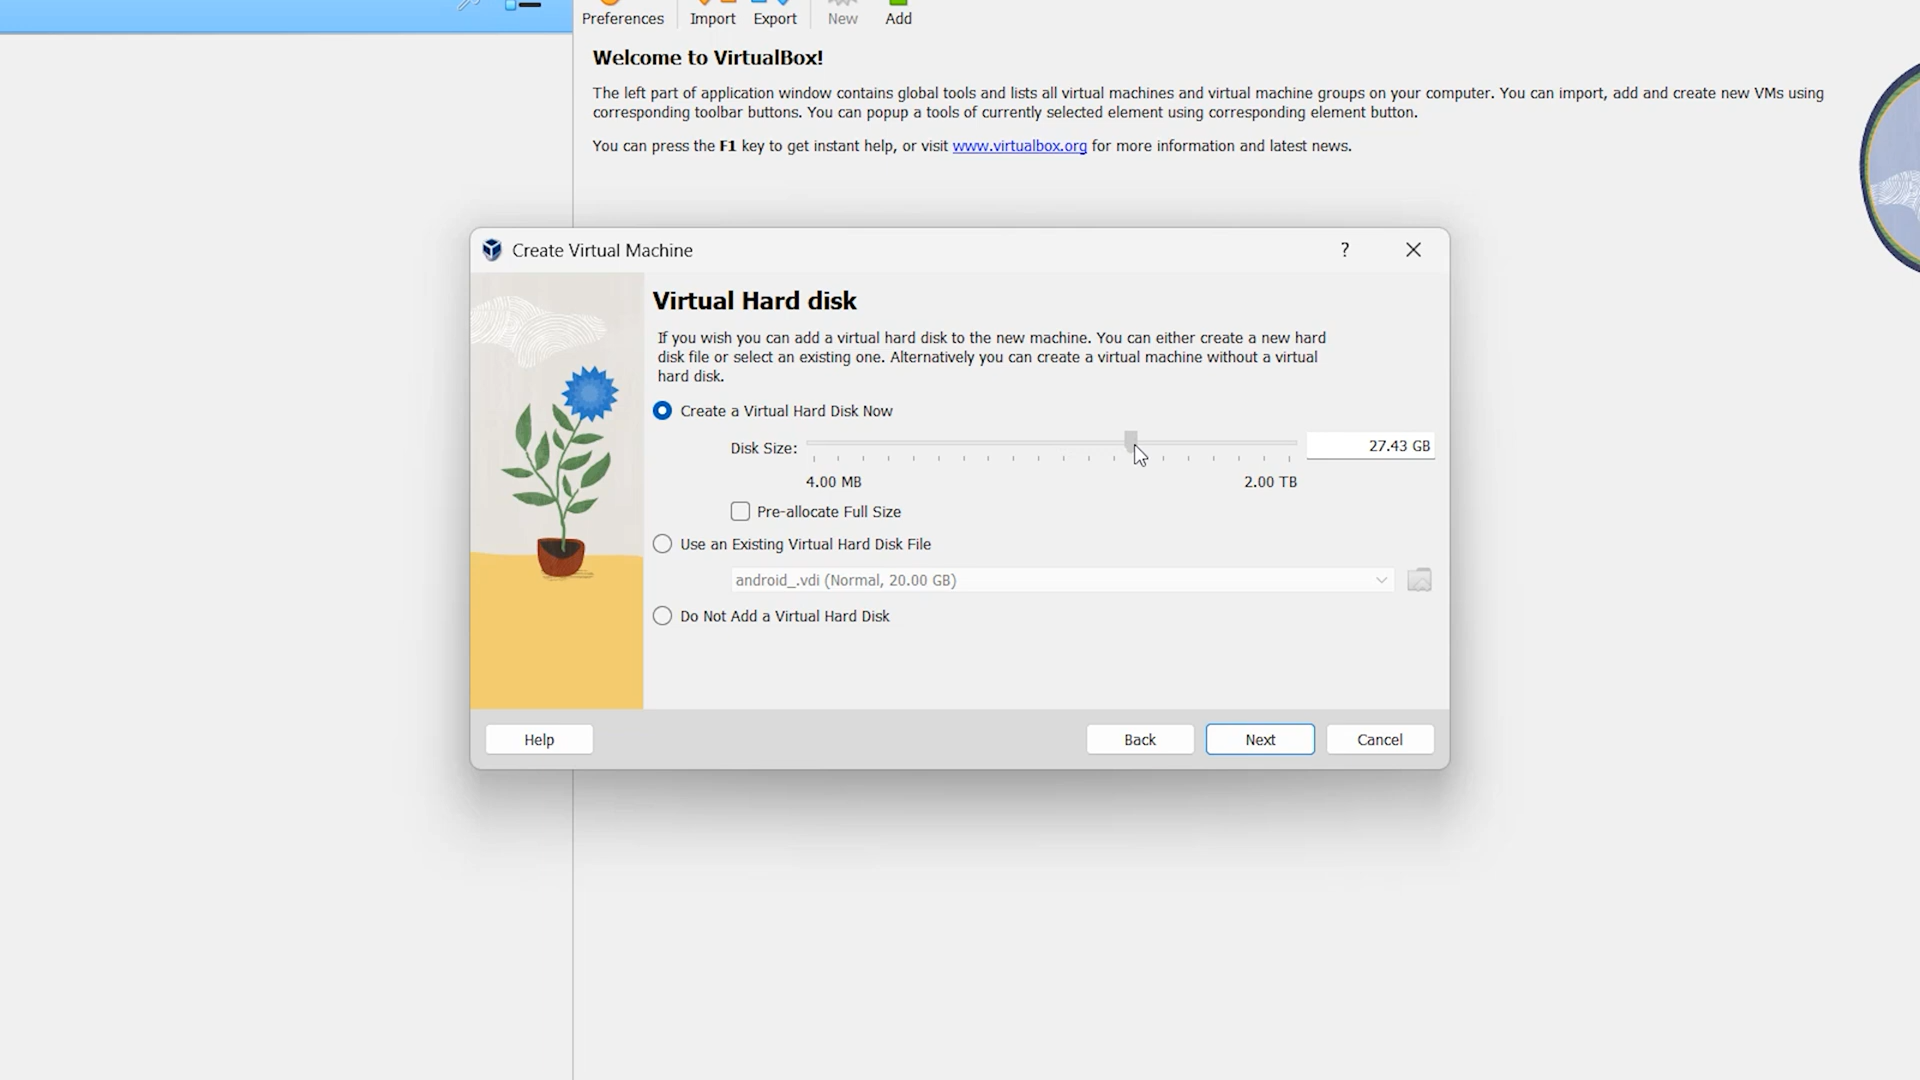 Preferences Import Export New Add
Welcome to VirtualBox!
The left part of application window contains global tools and lists all virtual machines and virtual machine groups on your computer. You can import, add and create new VMs using
corresponding toolbar buttons. You can popup a tools of currently selected element using corresponding element button.
You can press the F1 key to get instant help, or visit www.virtualbox.org for more information and latest news.
Create Virtual Machine ?
Virtual Hard disk
If you wish you can add a virtual hard disk to the new machine. You can either create a new hard
disk file or select an existing one. Alternatively you can create a virtual machine without a virtual
hard disk.
Create a Virtual Hard Disk Now
Disk Size: 27.43 GB
4.00 MB 2.00 TB
Pre-allocate Full Size
Use an Existing Virtual Hard Disk File
android_.vdi (Normal, 20.00 GB)
Do Not Add a Virtual Hard Disk
Help Back Next Cancel